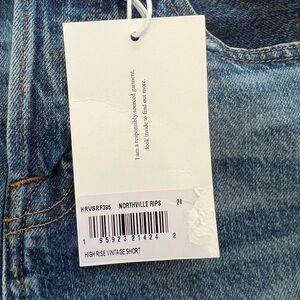 I am a responsibly sourced garment,
look inside to find out more.
HRVSRF385 NORTHVILLE RIPS 24
1 95923 21424 2
HIGH RISE VINTAGE SHORT